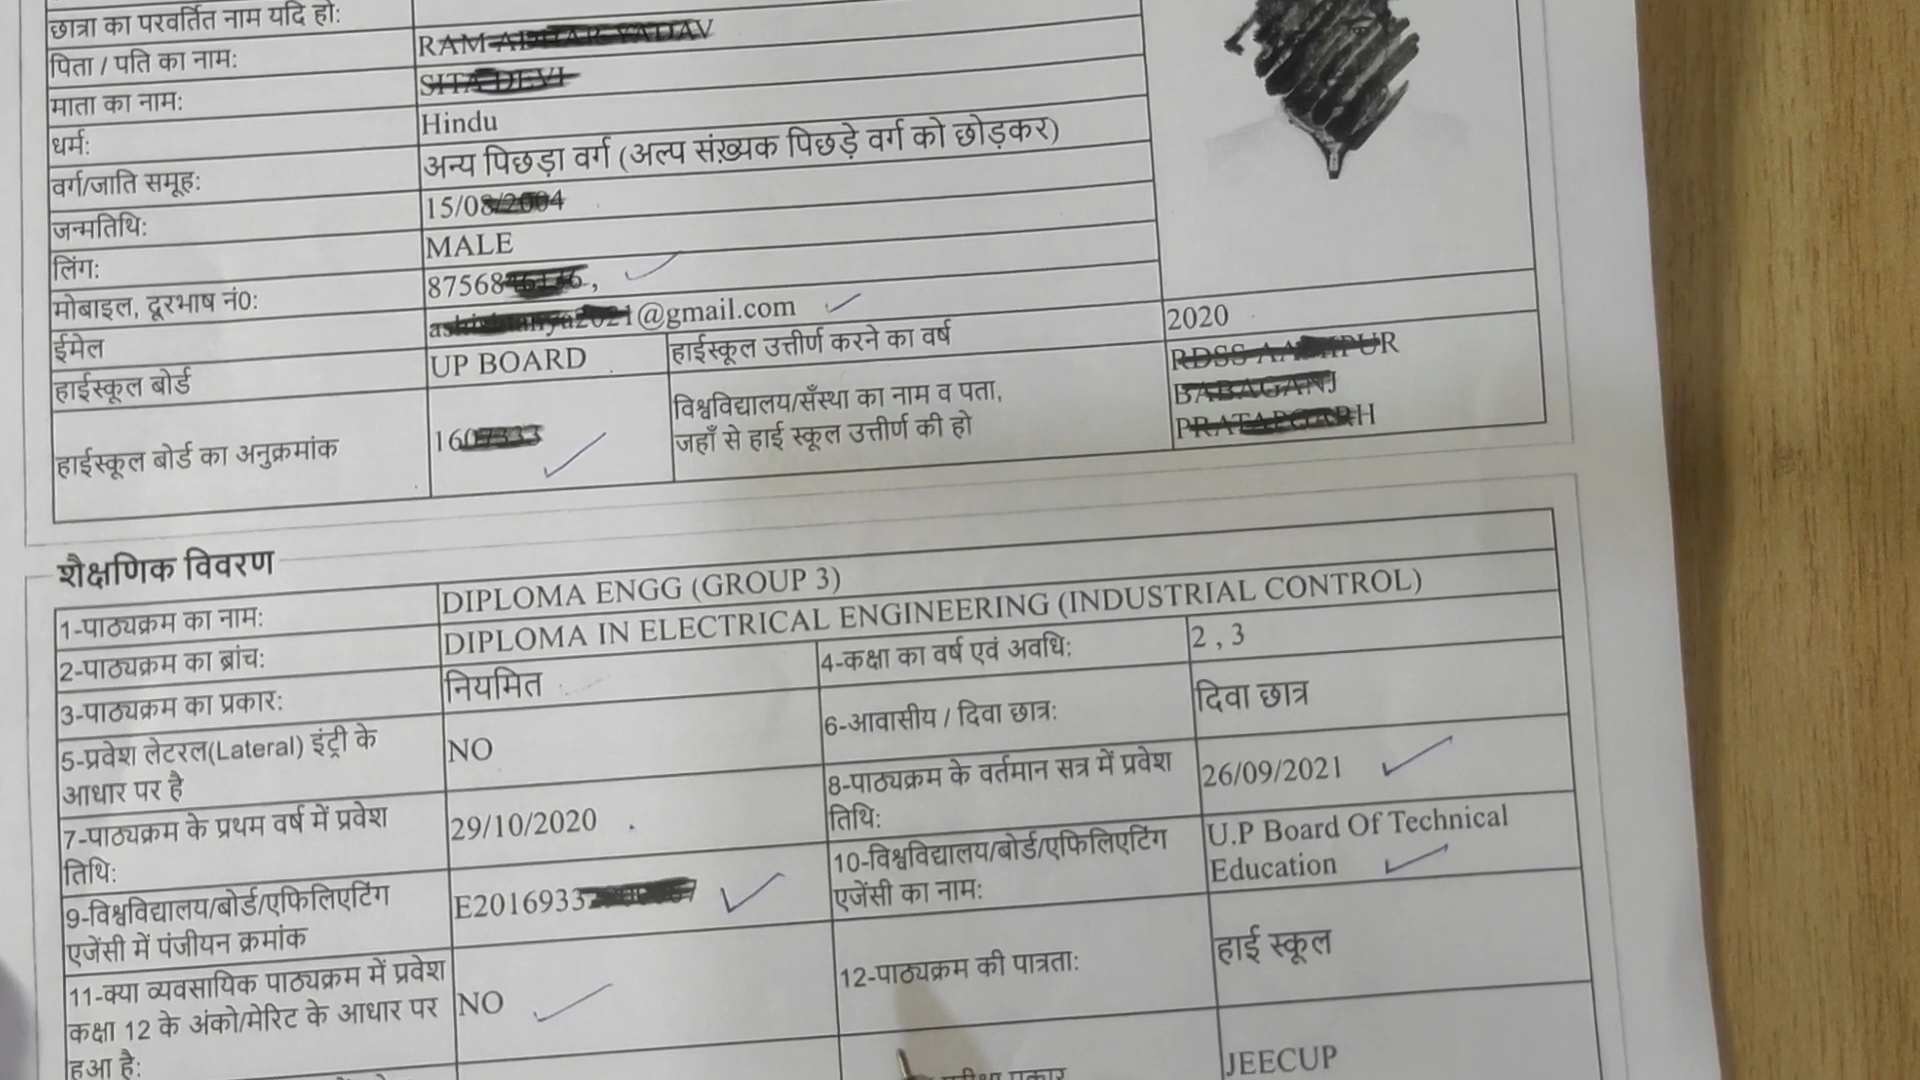 छात्रा का परवर्तित नाम यदि हो:
पिता / पति का नाम: RAM YADAV
माता का नाम:
धर्म: Hindu
वर्ग/जाति समूह: अन्य पिछड़ा वर्ग (अल्प संख़्यक पिछड़े वर्ग को छोड़कर)
जन्मतिथि: 15/08
लिंग: MALE
मोबाइल, दूरभाष नं0: 87568
ईमेल @gmail.com
हाईस्कूल बोर्ड UP BOARD हाईस्कूल उत्तीर्ण करने का वर्ष 2020
हाईस्कूल बोर्ड का अनुक्रमांक 160 विश्वविद्यालय/सँस्था का नाम व पता,
जहाँ से हाई स्कूल उत्तीर्ण की हो
शैक्षणिक विवरण
1-पाठ्यक्रम का नाम: DIPLOMA ENGG (GROUP 3)
2-पाठ्यक्रम का ब्रांच: DIPLOMA IN ELECTRICAL ENGINEERING (INDUSTRIAL CONTROL)
3-पाठ्यक्रम का प्रकार: नियमित 4-कक्षा का वर्ष एवं अवधि: 2 , 3
5-प्रवेश लेटरल(Lateral) इंट्री के
आधार पर है NO 6-आवासीय / दिवा छात्र: दिवा छात्र
7-पाठ्यक्रम के प्रथम वर्ष में प्रवेश
तिथि: 29/10/2020 8-पाठ्यक्रम के वर्तमान सत्र में प्रवेश
तिथि: 26/09/2021
9-विश्वविद्यालय/बोर्ड/एफिलिएटिंग
एजेंसी में पंजीयन क्रमांक E2016933 10-विश्वविद्यालय/बोर्ड/एफिलिएटिंग
एजेंसी का नाम: U.P Board Of Technical
Education
11-क्या व्यवसायिक पाठ्यक्रम में प्रवेश
कक्षा 12 के अंको/मेरिट के आधार पर
हुआ है: NO 12-पाठ्यक्रम की पात्रता: हाई स्कूल
JEECUP